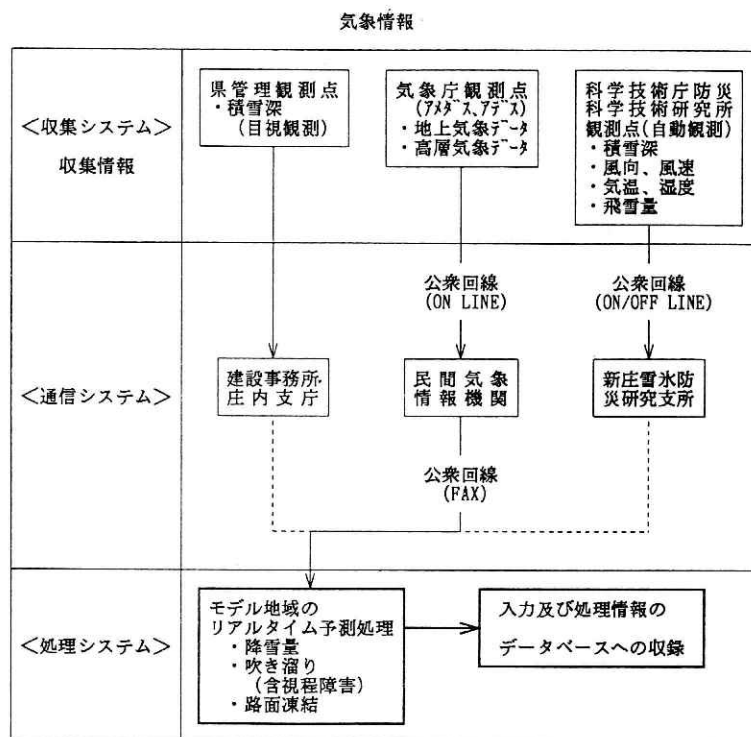 気象情報
＜収集システム＞
収集情報
県管理観測点
・積雪深
（目視観測）
気象庁観測点
（アメダス、アデス）
・地上気象データ
・高層気象データ
科学技術庁防災
科学技術研究所
観測点（自動観測）
・積雪深
・風向、風速
・気温、湿度
・飛雪量
＜通信システム＞
公衆回線
(ON LINE)
公衆回線
(ON/OFF LINE)
建設事務所、
庄内支庁
民間気象
情報機関
新庄雪氷防
災研究支所
公衆回線
(FAX)
＜処理システム＞
モデル地域の
リアルタイム予測処理
・降雪量
・吹き溜り
（含視程障害）
・路面凍結
入力及び処理情報の
データベースへの収録